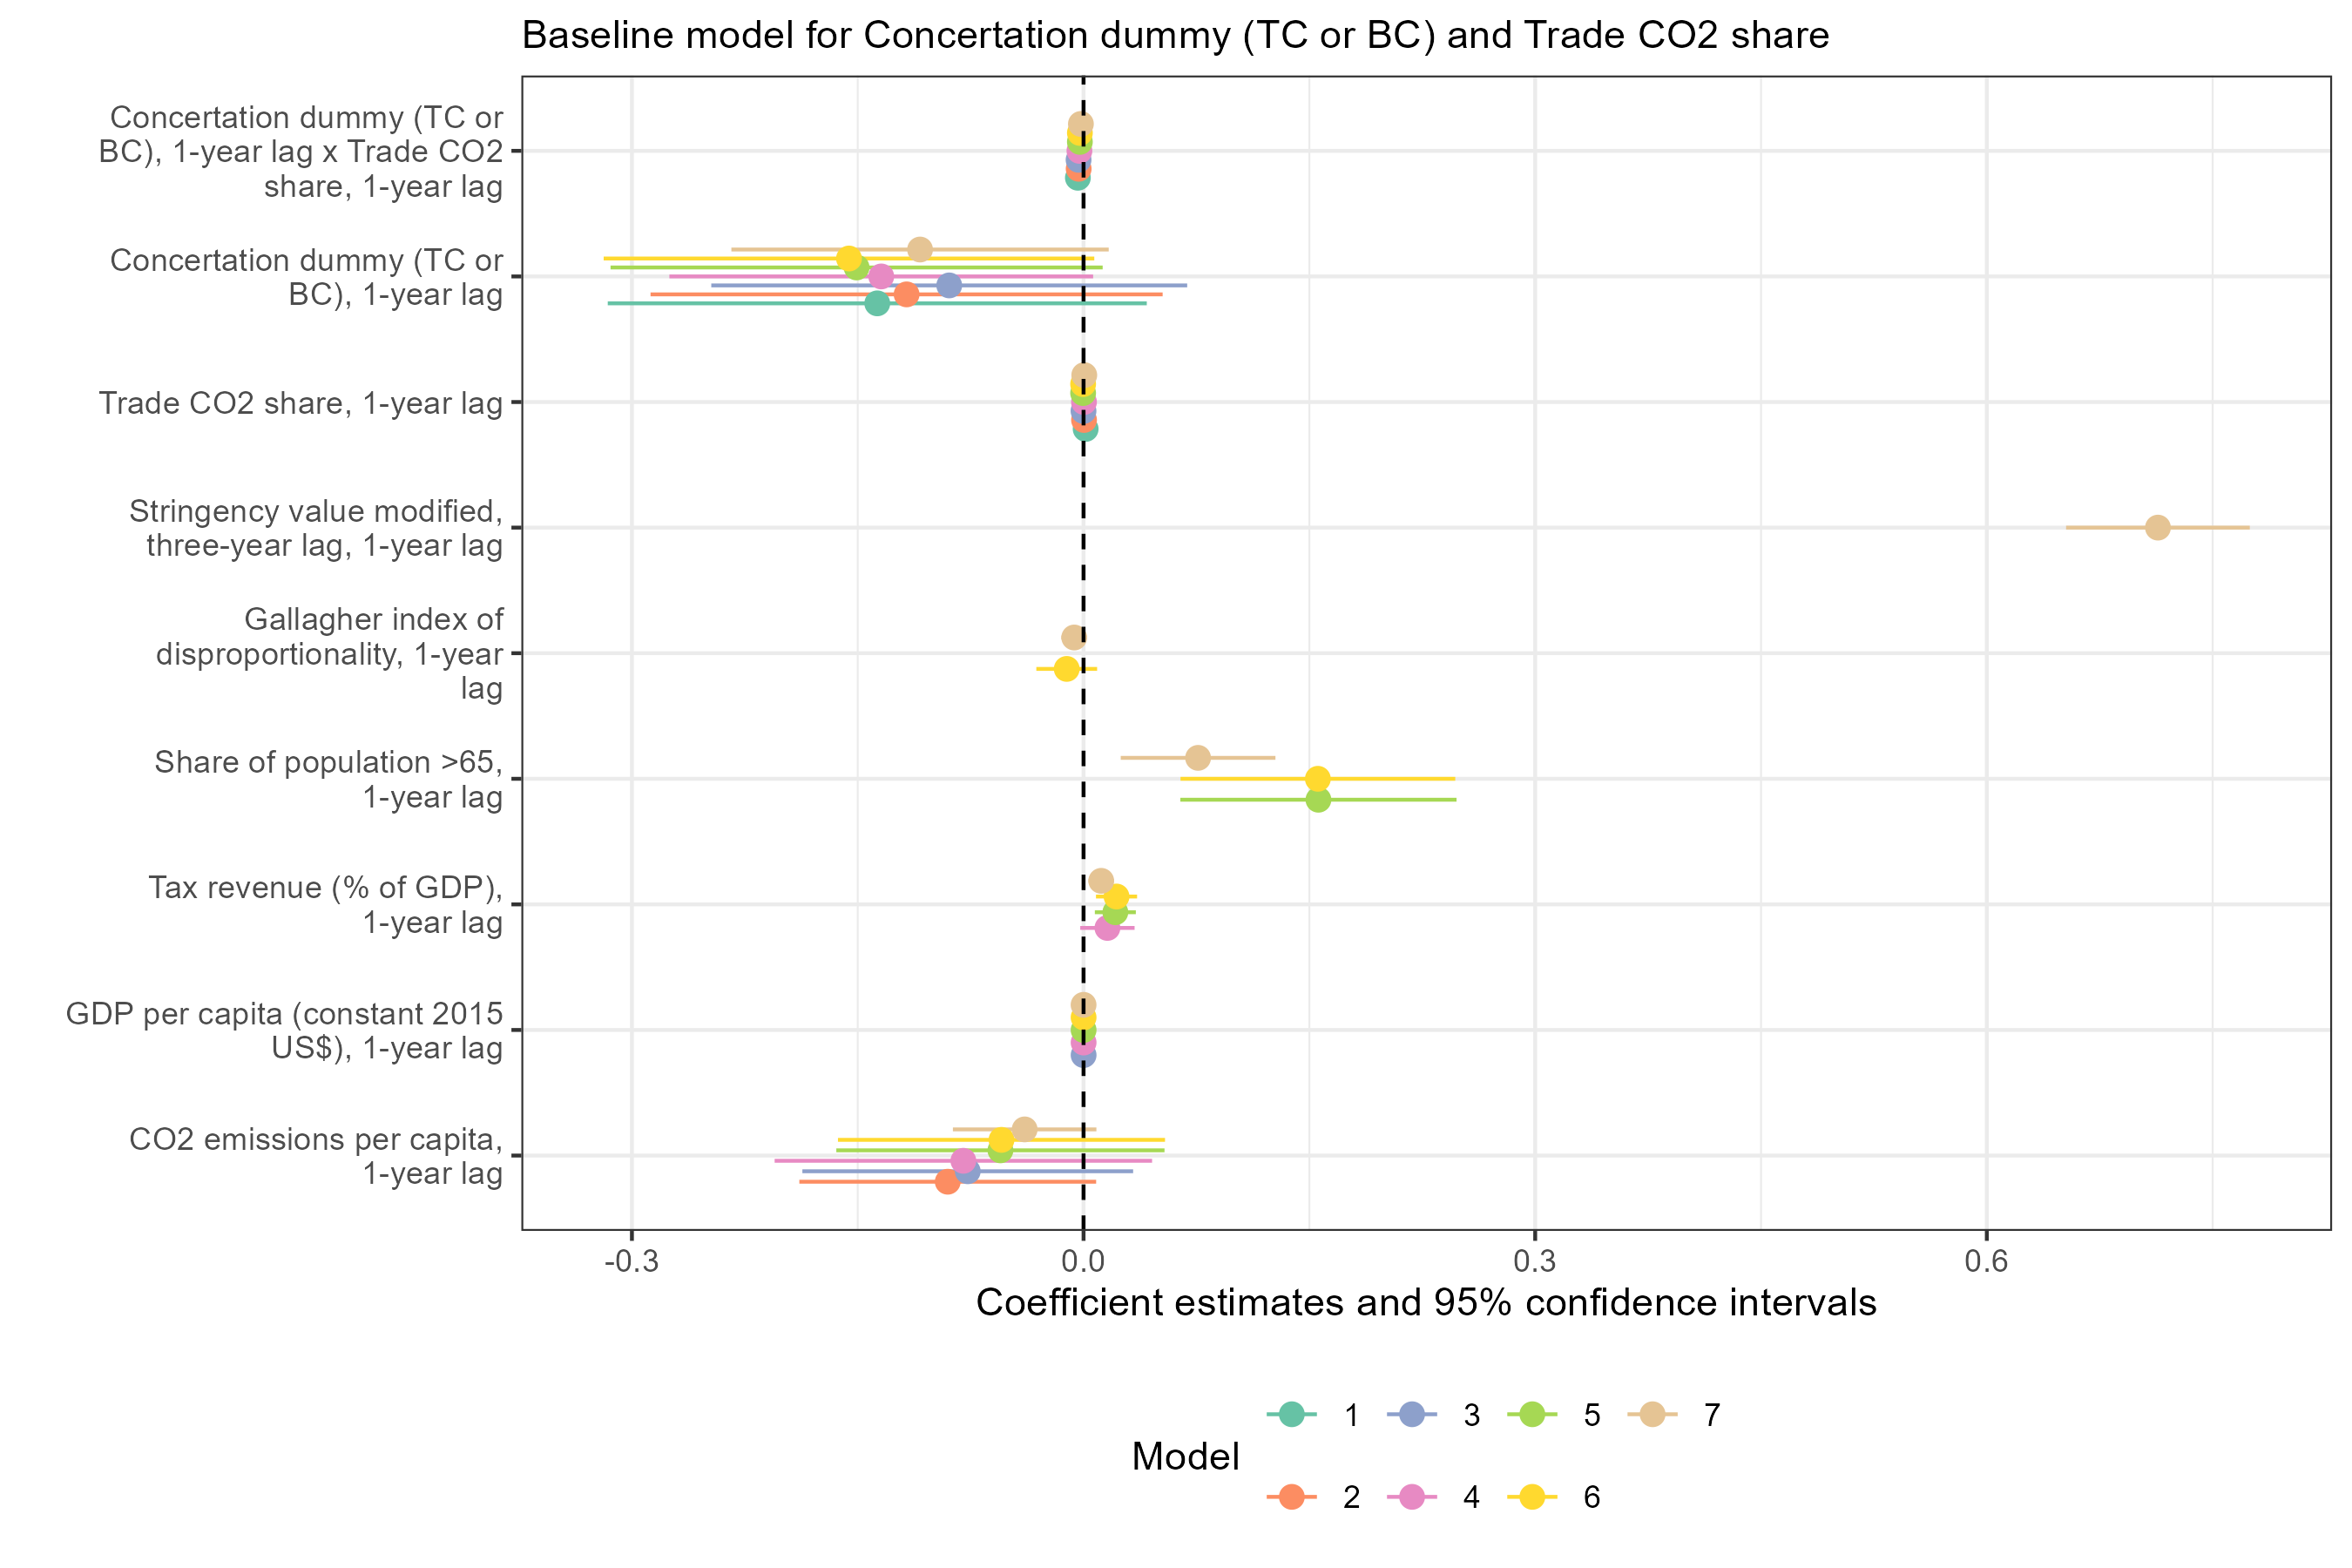 Baseline model for Concertation dummy (TC or BC) and Trade CO2 share
Concertation dummy (TC or
BC), 1-year lag x Trade CO2
share, 1-year lag
Concertation dummy (TC or
BC), 1-year lag
Trade CO2 share, 1-year lag
Stringency value modified,
three-year lag, 1-year lag
Gallagher index of
disproportionality, 1-year
lag
Share of population >65,
1-year lag
Tax revenue (% of GDP),
1-year lag
GDP per capita (constant 2015
US$), 1-year lag
CO2 emissions per capita,
1-year lag
-0.3 0.0 0.3 0.6
Coefficient estimates and 95% confidence intervals
Model
1 3 5 7
2 4 6